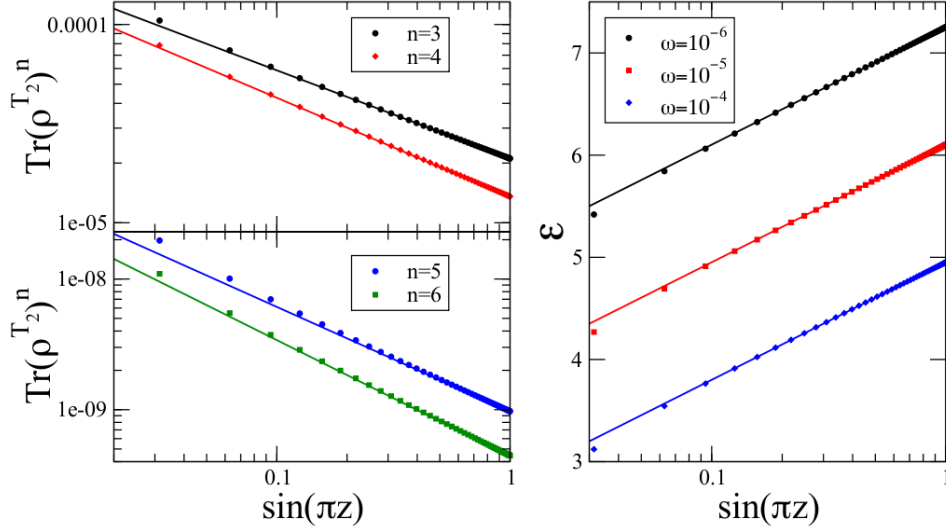 0.0001
n=3
n=4
Tr(ρ^T₂)^n
1e-05
1e-08
n=5
n=6
Tr(ρ^T₂)^n
1e-09
0.1
1
sin(πz)
7
ω=10⁻⁶
ω=10⁻⁵
ω=10⁻⁴
6
ε
5
4
3
0.1
1
sin(πz)